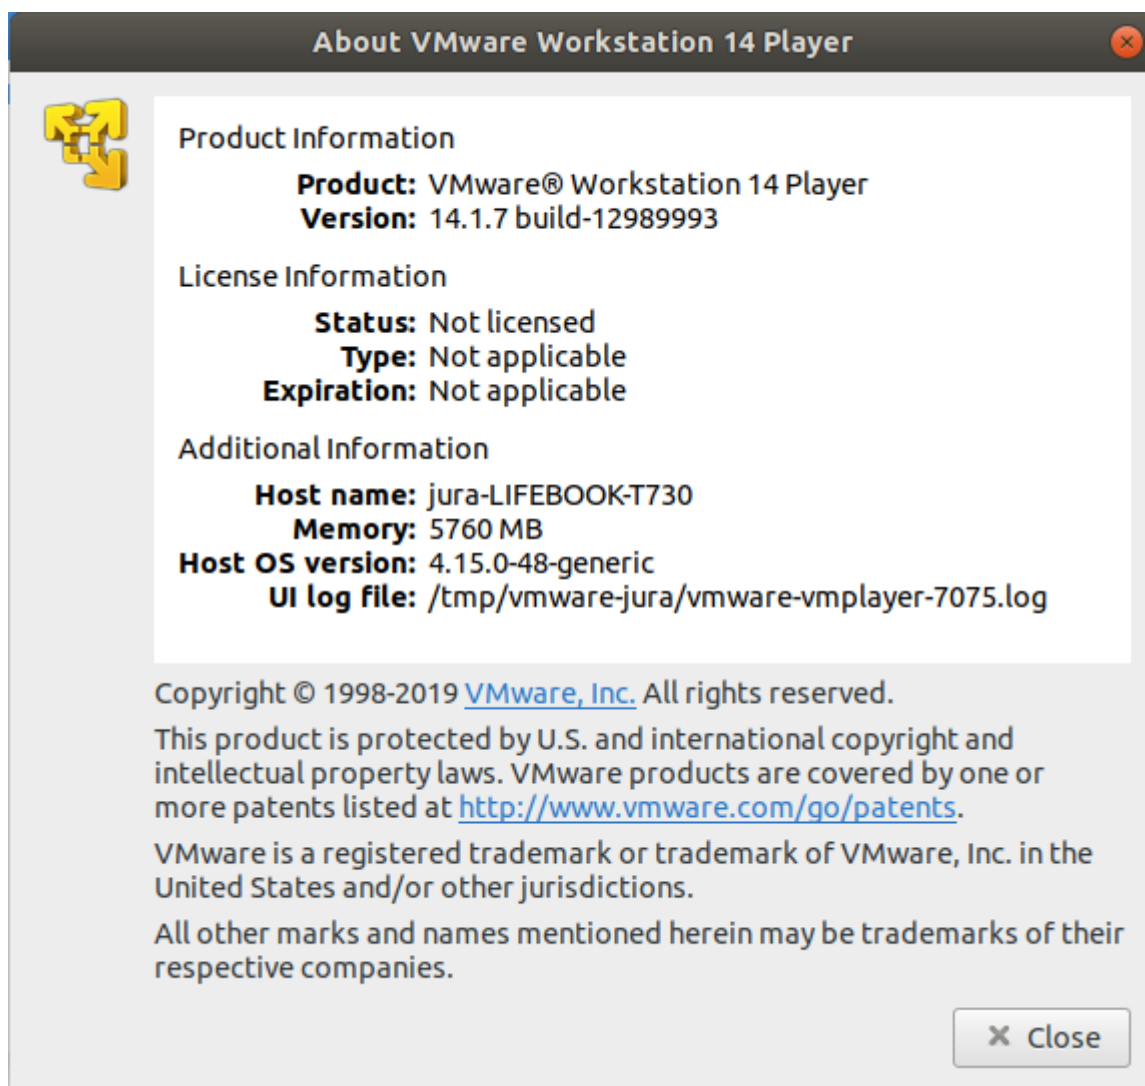 About VMware Workstation 14 Player
Product Information
Product: VMware® Workstation 14 Player
Version: 14.1.7 build-12989993
License Information
Status: Not licensed
Type: Not applicable
Expiration: Not applicable
Additional Information
Host name: jura-LIFEBOOK-T730
Memory: 5760 MB
Host OS version: 4.15.0-48-generic
UI log file: /tmp/vmware-jura/vmware-vmplayer-7075.log
Copyright © 1998-2019 VMware, Inc. All rights reserved.
This product is protected by U.S. and international copyright and
intellectual property laws. VMware products are covered by one or
more patents listed at http://www.vmware.com/go/patents.
VMware is a registered trademark or trademark of VMware, Inc. in the
United States and/or other jurisdictions.
All other marks and names mentioned herein may be trademarks of their
respective companies.
Close